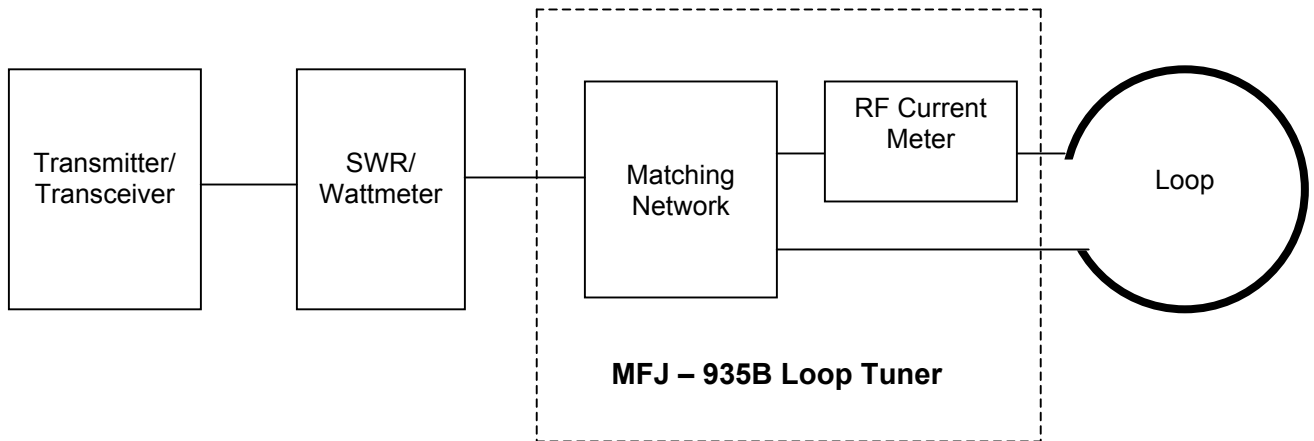 Transmitter/
Transceiver
SWR/
Wattmeter
Matching
Network
RF Current
Meter
Loop
MFJ – 935B Loop Tuner